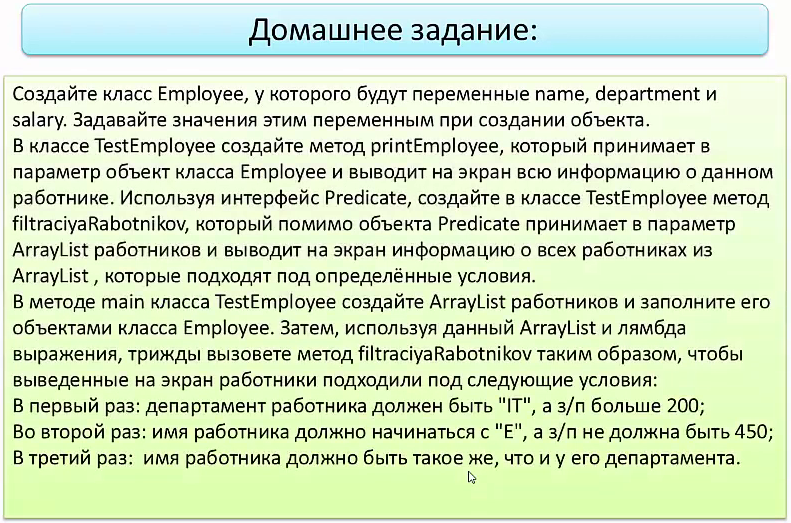 Домашнее задание:
Создайте класс Employee, у которого будут переменные name, department и
salary. Задавайте значения этим переменным при создании объекта.
В классе TestEmployee создайте метод printEmployee, который принимает в
параметр объект класса Employee и выводит на экран всю информацию о данном
работнике. Используя интерфейс Predicate, создайте в классе TestEmployee метод
filtraciyaRabotnikov, который помимо объекта Predicate принимает в параметр
ArrayList работников и выводит на экран информацию о всех работниках из
ArrayList , которые подходят под определённые условия.
В методе main класса TestEmployee создайте ArrayList работников и заполните его
объектами класса Employee. Затем, используя данный ArrayList и лямбда
выражения, трижды вызовете метод filtraciyaRabotnikov таким образом, чтобы
выведенные на экран работники подходили под следующие условия:
В первый раз: департамент работника должен быть "IT", а з/п больше 200;
Во второй раз: имя работника должно начинаться с "E", а з/п не должна быть 450;
В третий раз:  имя работника должно быть такое же, что и у его департамента.